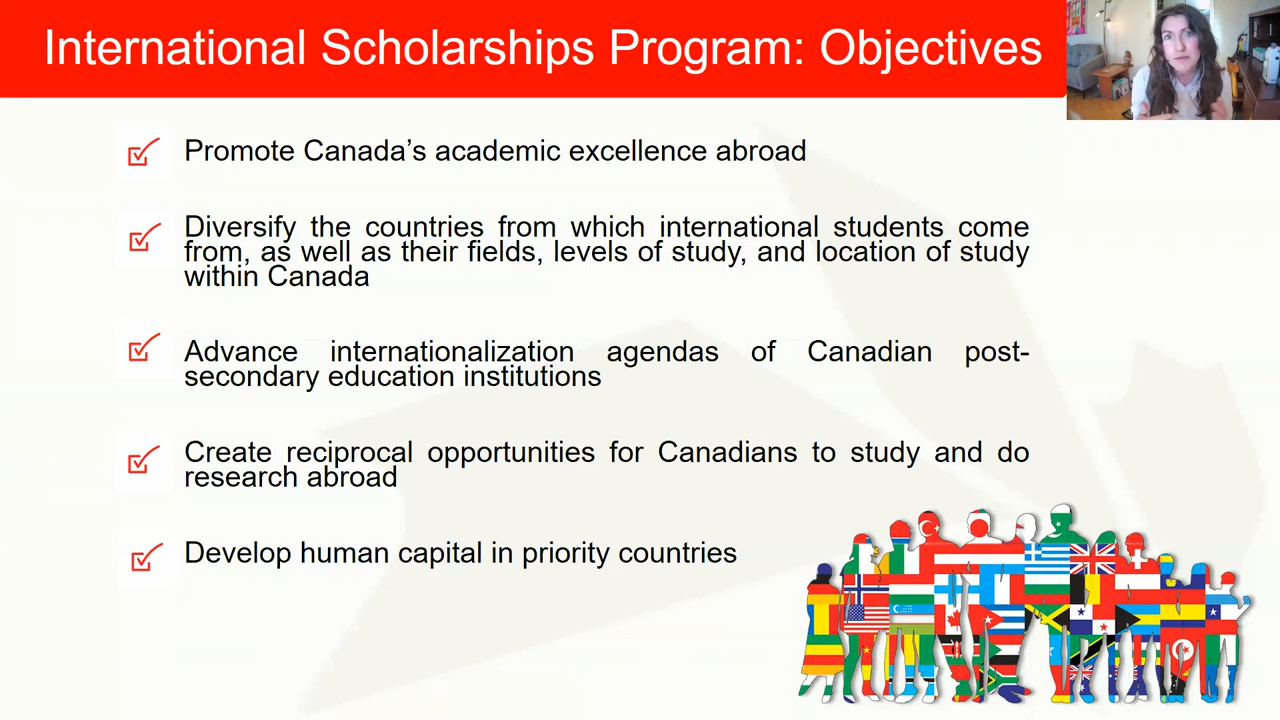 International Scholarships Program: Objectives
Promote Canada’s academic excellence abroad
Diversify the countries from which international students come
from, as well as their fields, levels of study, and location of study
within Canada
Advance internationalization agendas of Canadian post-
secondary education institutions
Create reciprocal opportunities for Canadians to study and do
research abroad
Develop human capital in priority countries